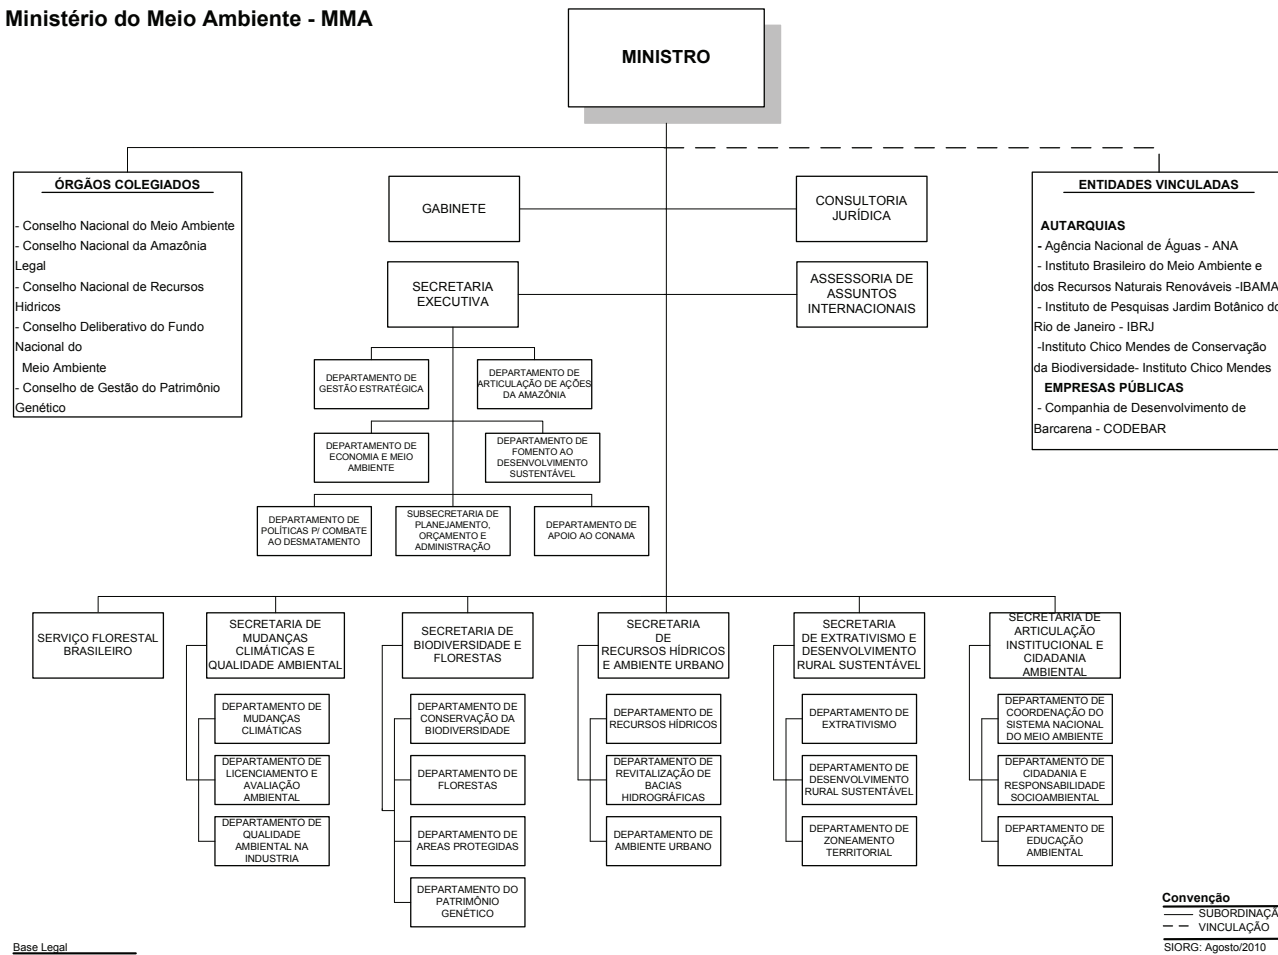 Ministério do Meio Ambiente - MMA
MINISTRO
ÓRGÃOS COLEGIADOS
- Conselho Nacional do Meio Ambiente
- Conselho Nacional da Amazônia
Legal
- Conselho Nacional de Recursos
Hidricos
- Conselho Deliberativo do Fundo
Nacional do
Meio Ambiente
- Conselho de Gestão do Patrimônio
Genético
GABINETE
CONSULTORIA
JURÍDICA
SECRETARIA
EXECUTIVA
ASSESSORIA DE
ASSUNTOS
INTERNACIONAIS
ENTIDADES VINCULADAS
AUTARQUIAS
- Agência Nacional de Águas - ANA
- Instituto Brasileiro do Meio Ambiente e
dos Recursos Naturais Renováveis -IBAMA
- Instituto de Pesquisas Jardim Botânico do
Rio de Janeiro - IBRJ
-Instituto Chico Mendes de Conservação
da Biodiversidade- Instituto Chico Mendes
EMPRESAS PÚBLICAS
- Companhia de Desenvolvimento de
Barcarena - CODEBAR
DEPARTAMENTO DE
GESTÃO ESTRATÉGICA
DEPARTAMENTO DE
ARTICULAÇÃO DE AÇÕES
DA AMAZÔNIA
DEPARTAMENTO DE
ECONOMIA E MEIO
AMBIENTE
DEPARTAMENTO DE
FOMENTO AO
DESENVOLVIMENTO
SUSTENTÁVEL
DEPARTAMENTO DE
POLÍTICAS P/ COMBATE
AO DESMATAMENTO
SUBSECRETARIA DE
PLANEJAMENTO,
ORÇAMENTO E
ADMINISTRAÇÃO
DEPARTAMENTO DE
APOIO AO CONAMA
SERVIÇO FLORESTAL
BRASILEIRO
SECRETARIA DE
MUDANÇAS
CLIMÁTICAS E
QUALIDADE AMBIENTAL
DEPARTAMENTO DE
MUDANÇAS
CLIMÁTICAS
DEPARTAMENTO DE
LICENCIAMENTO E
AVALIAÇÃO
AMBIENTAL
DEPARTAMENTO DE
QUALIDADE
AMBIENTAL NA
INDUSTRIA
SECRETARIA DE
BIODIVERSIDADE E
FLORESTAS
DEPARTAMENTO DE
CONSERVAÇÃO DA
BIODIVERSIDADE
DEPARTAMENTO DE
FLORESTAS
DEPARTAMENTO DE
AREAS PROTEGIDAS
DEPARTAMENTO DO
PATRIMÔNIO
GENÉTICO
SECRETARIA
DE
RECURSOS HÍDRICOS
E AMBIENTE URBANO
DEPARTAMENTO DE
RECURSOS HÍDRICOS
DEPARTAMENTO DE
REVITALIZAÇÃO DE
BACIAS
HIDROGRÁFICAS
DEPARTAMENTO DE
AMBIENTE URBANO
SECRETARIA
DE EXTRATIVISMO E
DESENVOLVIMENTO
RURAL SUSTENTÁVEL
DEPARTAMENTO DE
EXTRATIVISMO
DEPARTAMENTO DE
DESENVOLVIMENTO
RURAL SUSTENTÁVEL
DEPARTAMENTO DE
ZONEAMENTO
TERRITORIAL
SECRETARIA DE
ARTICULAÇÃO
INSTITUCIONAL E
CIDADANIA
AMBIENTAL
DEPARTAMENTO DE
COORDENAÇÃO DO
SISTEMA NACIONAL
DO MEIO AMBIENTE
DEPARTAMENTO DE
CIDADANIA E
RESPONSABILIDADE
SOCIOAMBIENTAL
DEPARTAMENTO DE
EDUCAÇÃO
AMBIENTAL
Base Legal
Convenção
SUBORDINAÇÃ
VINCULAÇÃO
SIORG: Agosto/2010